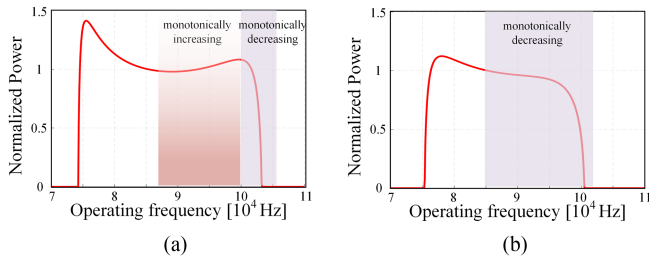 1.5
1
0.5
0
Normalized Power
monotonically
increasing
monotonically
decreasing
7
8
9
10
11
Operating frequency [10⁴ Hz]
(a)
1.5
1
0.5
0
Normalized Power
monotonically
decreasing
7
8
9
10
11
Operating frequency [10⁴ Hz]
(b)